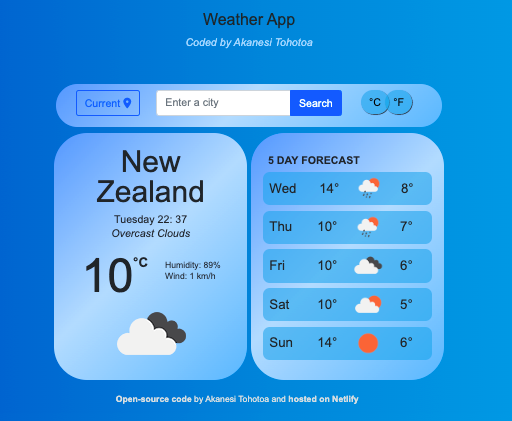 Weather App
Coded by Akanesi Tohotoa
Current
Enter a city
Search
°C
°F
New
Zealand
Tuesday 22: 37
Overcast Clouds
10°C
Humidity: 89%
Wind: 1 km/h
5 DAY FORECAST
Wed 14° 8°
Thu 10° 7°
Fri 10° 6°
Sat 10° 5°
Sun 14° 6°
Open-source code by Akanesi Tohotoa and hosted on Netlify